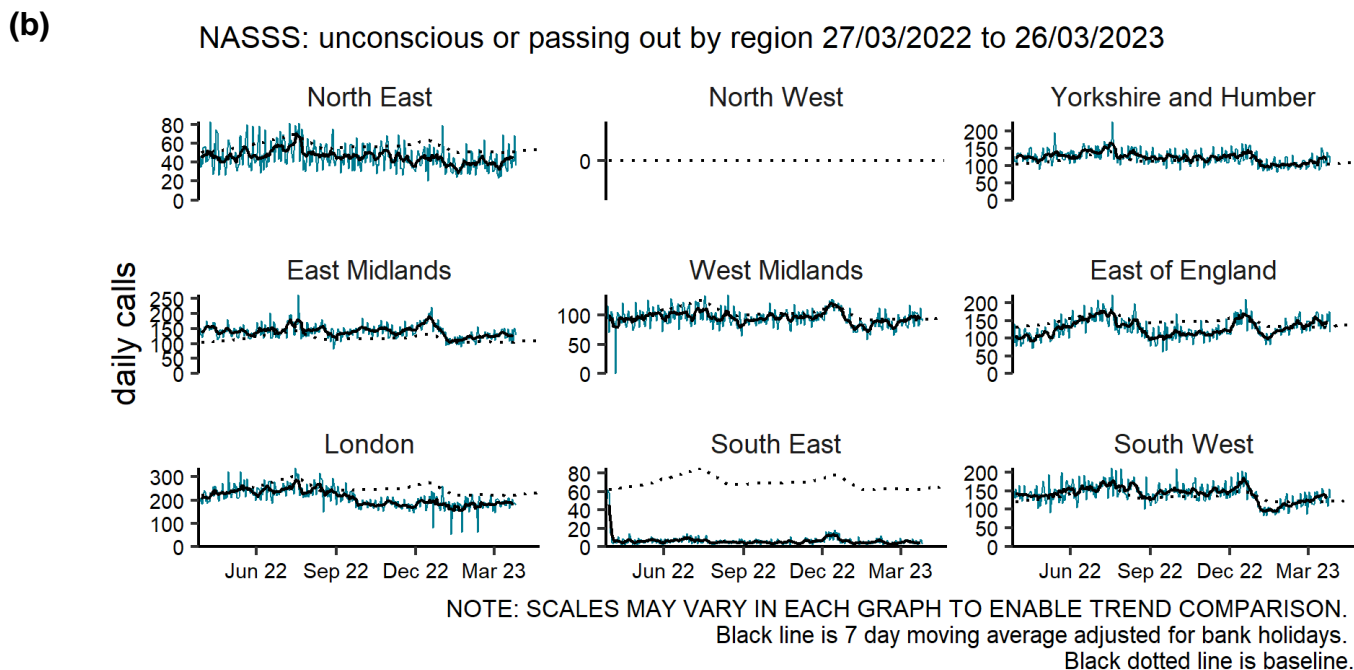 (b)
NASSS: unconscious or passing out by region 27/03/2022 to 26/03/2023
North East
North West
Yorkshire and Humber
80
60
40
20
0
0
200
150
100
50
0
daily calls
East Midlands
West Midlands
East of England
250
200
150
100
50
0
100
50
0
200
150
100
50
0
London
South East
South West
300
200
100
0
80
60
40
20
0
200
150
100
50
0
Jun 22 Sep 22 Dec 22 Mar 23
Jun 22 Sep 22 Dec 22 Mar 23
Jun 22 Sep 22 Dec 22 Mar 23
NOTE: SCALES MAY VARY IN EACH GRAPH TO ENABLE TREND COMPARISON.
Black line is 7 day moving average adjusted for bank holidays.
Black dotted line is baseline.